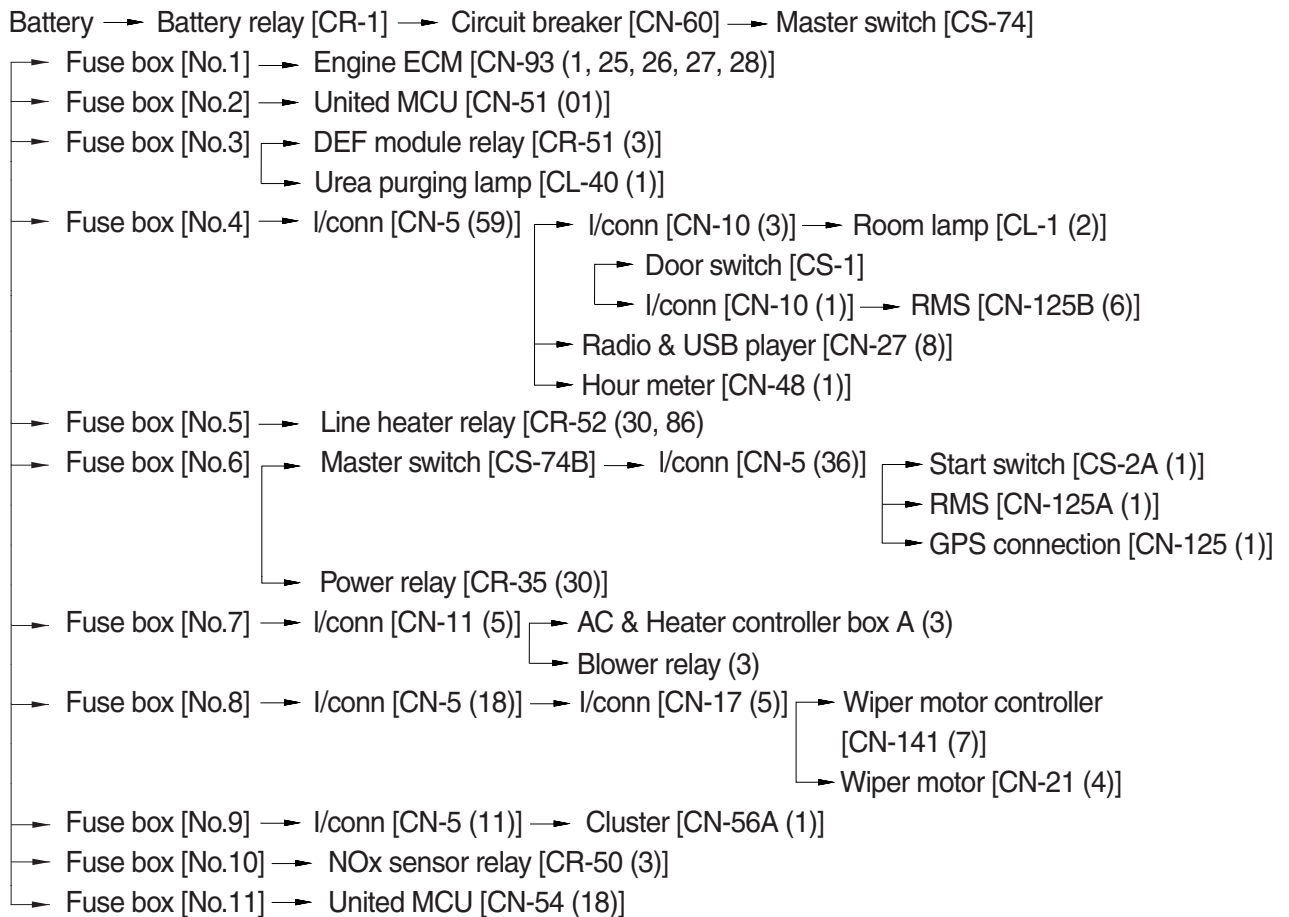 Battery → Battery relay [CR-1] → Circuit breaker [CN-60] → Master switch [CS-74]
→ Fuse box [No.1] → Engine ECM [CN-93 (1, 25, 26, 27, 28)]
→ Fuse box [No.2] → United MCU [CN-51 (01)]
→ Fuse box [No.3] → DEF module relay [CR-51 (3)]
→ Urea purging lamp [CL-40 (1)]
→ Fuse box [No.4] → I/conn [CN-5 (59)] → I/conn [CN-10 (3)] → Room lamp [CL-1 (2)]
→ Door switch [CS-1]
→ I/conn [CN-10 (1)] → RMS [CN-125B (6)]
→ Radio & USB player [CN-27 (8)]
→ Hour meter [CN-48 (1)]
→ Fuse box [No.5] → Line heater relay [CR-52 (30, 86)
→ Fuse box [No.6] → Master switch [CS-74B] → I/conn [CN-5 (36)] → Start switch [CS-2A (1)]
→ RMS [CN-125A (1)]
→ GPS connection [CN-125 (1)]
→ Power relay [CR-35 (30)]
→ Fuse box [No.7] → I/conn [CN-11 (5)] → AC & Heater controller box A (3)
→ Blower relay (3)
→ Fuse box [No.8] → I/conn [CN-5 (18)] → I/conn [CN-17 (5)] → Wiper motor controller
[CN-141 (7)]
→ Wiper motor [CN-21 (4)]
→ Fuse box [No.9] → I/conn [CN-5 (11)] → Cluster [CN-56A (1)]
→ Fuse box [No.10] → NOx sensor relay [CR-50 (3)]
→ Fuse box [No.11] → United MCU [CN-54 (18)]